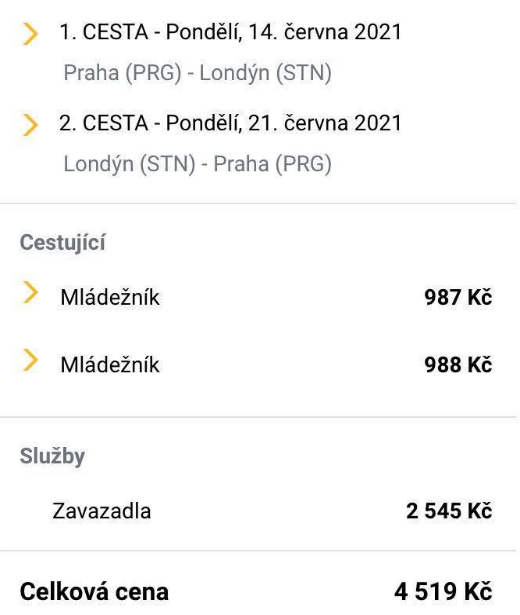 1. CESTA - Pondělí, 14. června 2021
Praha (PRG) - Londýn (STN)
2. CESTA - Pondělí, 21. června 2021
Londýn (STN) - Praha (PRG)
Cestující
Mládežník 987 Kč
Mládežník 988 Kč
Služby
Zavazadla 2 545 Kč
Celková cena 4 519 Kč